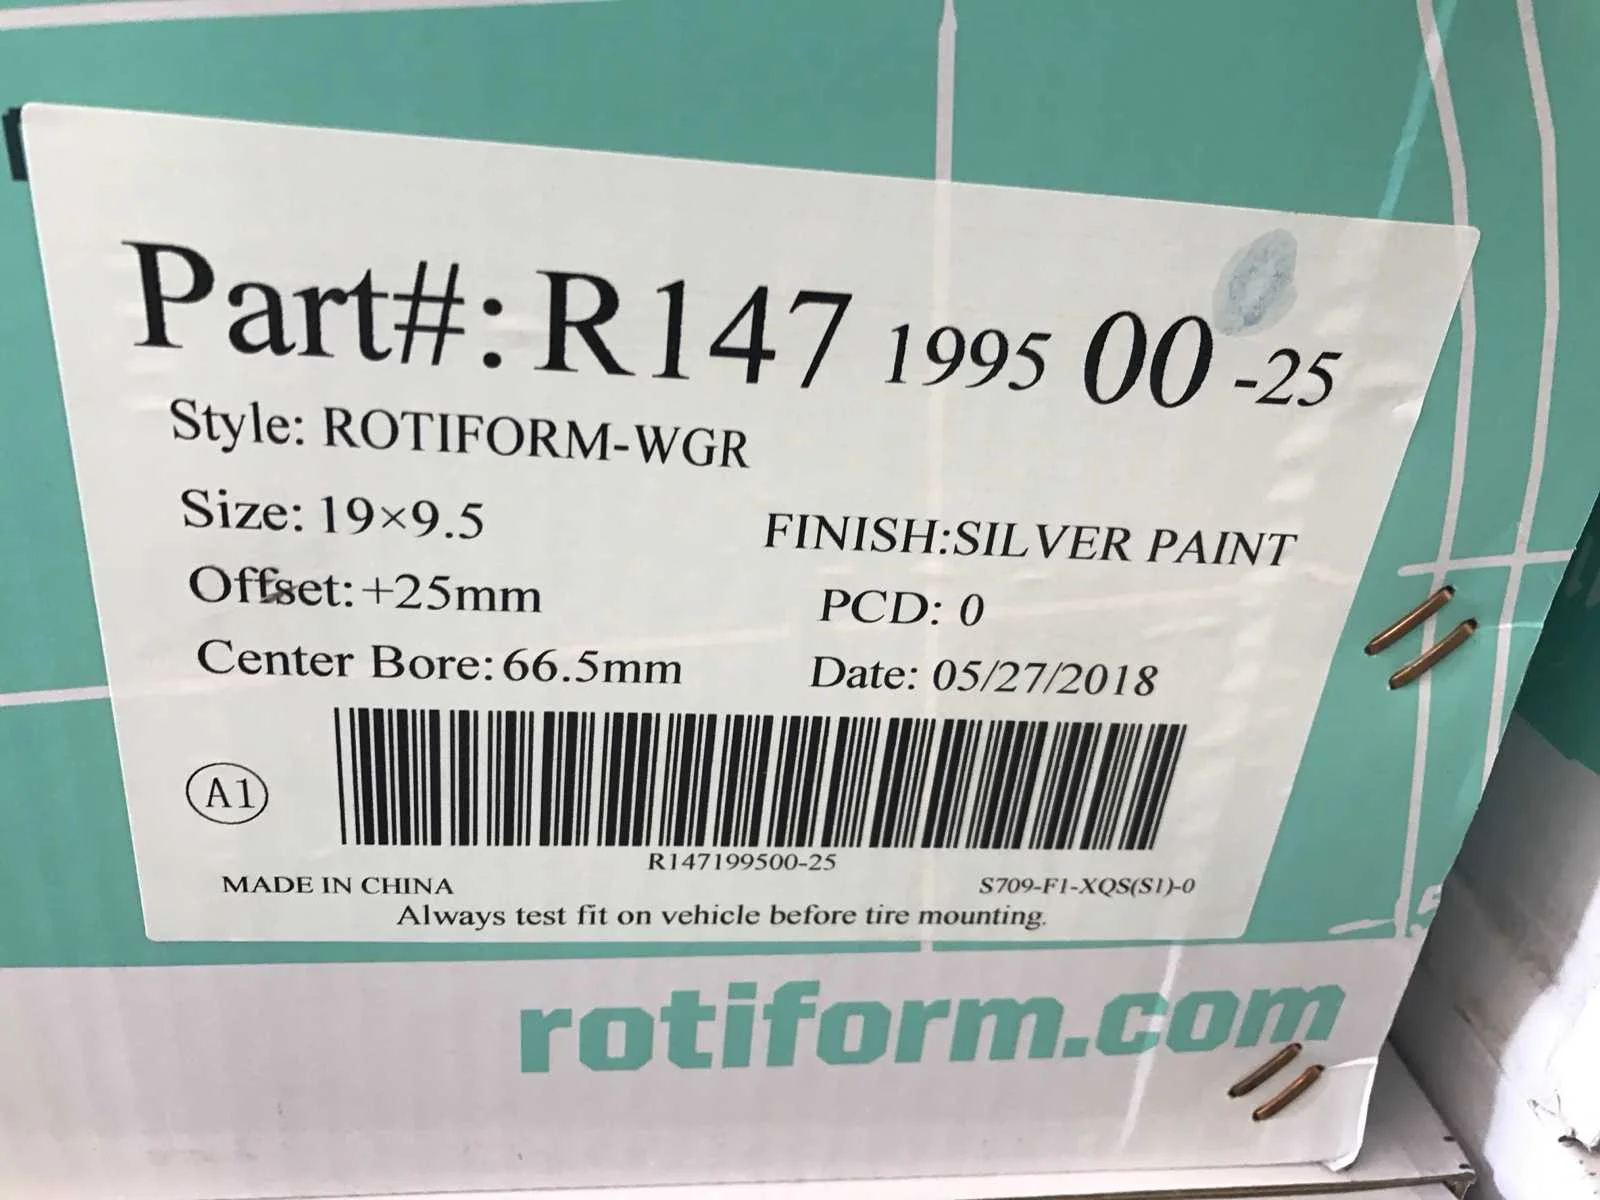 Part#: R147 1995 00 -25
Style: ROTIFORM-WGR
Size: 19×9.5
FINISH:SILVER PAINT
Offset: +25mm
PCD: 0
Center Bore: 66.5mm
Date: 05/27/2018
A1
R147199500-25
MADE IN CHINA
S709-F1-XQS(S1)-0
Always test fit on vehicle before tire mounting.
rotiform.com